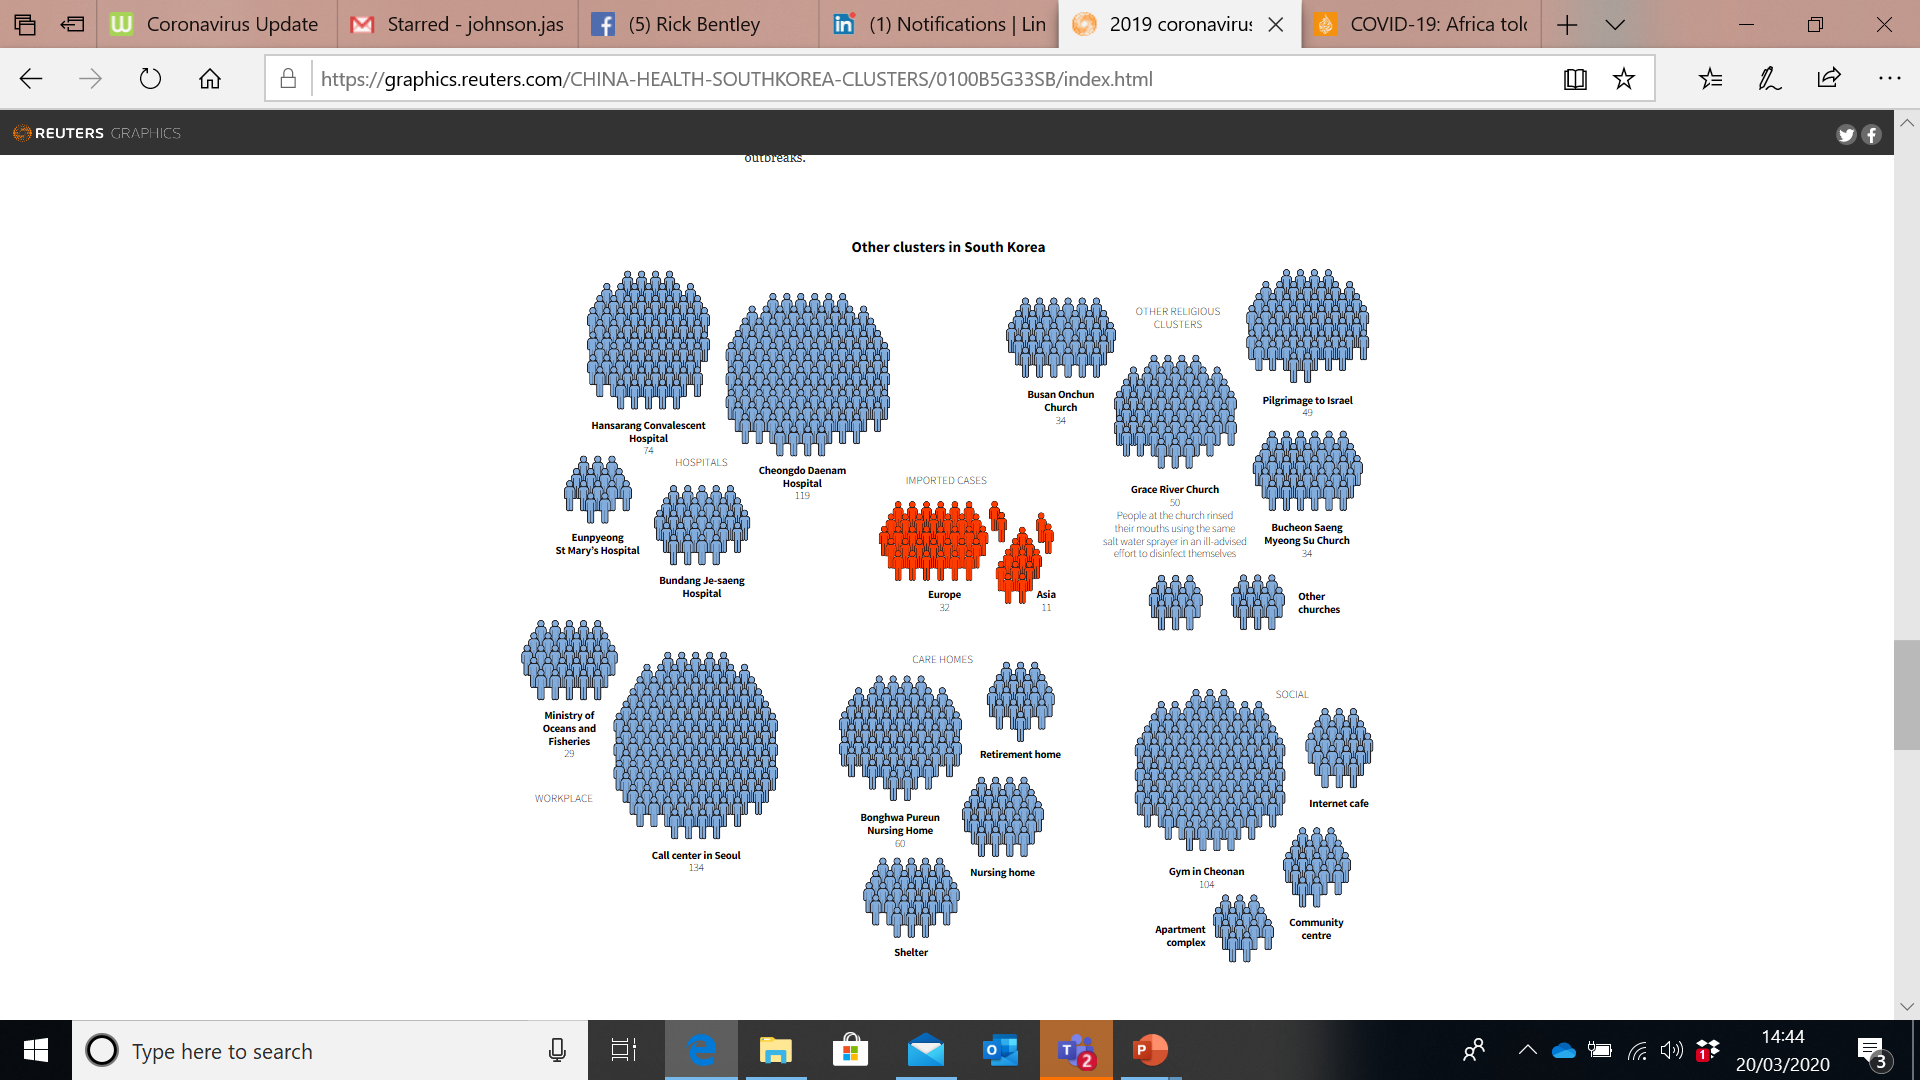 Coronavirus Update
Starred - johnson.jas
(5) Rick Bentley
(1) Notifications | Lin
2019 coronavirus
COVID-19: Africa tolc
https://graphics.reuters.com/CHINA-HEALTH-SOUTHKOREA-CLUSTERS/0100B5G33SB/index.html
REUTERS GRAPHICS
outbreaks.
Other clusters in South Korea
Hansarang Convalescent
Hospital
74
HOSPITALS
Cheongdo Daenam
Hospital
119
Eunpyeong
St Mary's Hospital
Bundang Je-saeng
Hospital
IMPORTED CASES
Europe
32
Asia
11
OTHER RELIGIOUS
CLUSTERS
Busan Onchun
Church
34
Pilgrimage to Israel
49
Grace River Church
50
People at the church rinsed
their mouths using the same
salt water sprayer in an ill-advised
effort to disinfect themselves
Bucheon Saeng
Myeong Su Church
34
Other
churches
Ministry of
Oceans and
Fisheries
29
WORKPLACE
Call center in Seoul
134
CARE HOMES
Retirement home
Bonghwa Pureun
Nursing Home
60
Nursing home
Shelter
SOCIAL
Internet cafe
Gym in Cheonan
104
Community
centre
Apartment
complex
Type here to search
2
1
14:44
20/03/2020
3